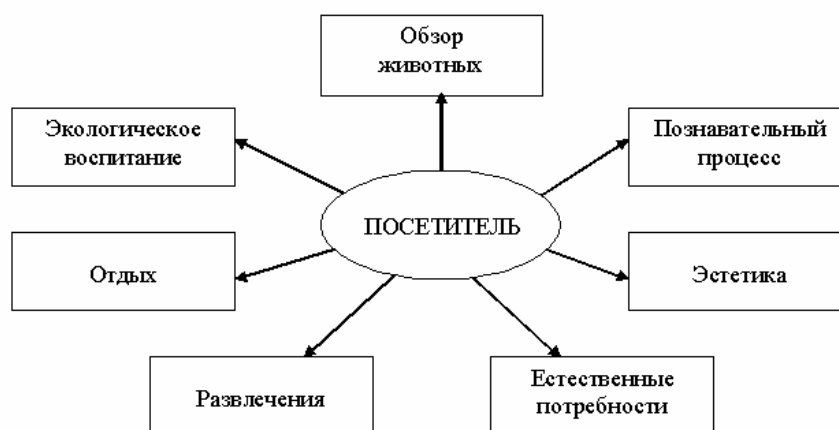 Обзор
животных
Экологическое
воспитание
Познавательный
процесс
ПОСЕТИТЕЛЬ
Отдых
Эстетика
Развлечения
Естественные
потребности